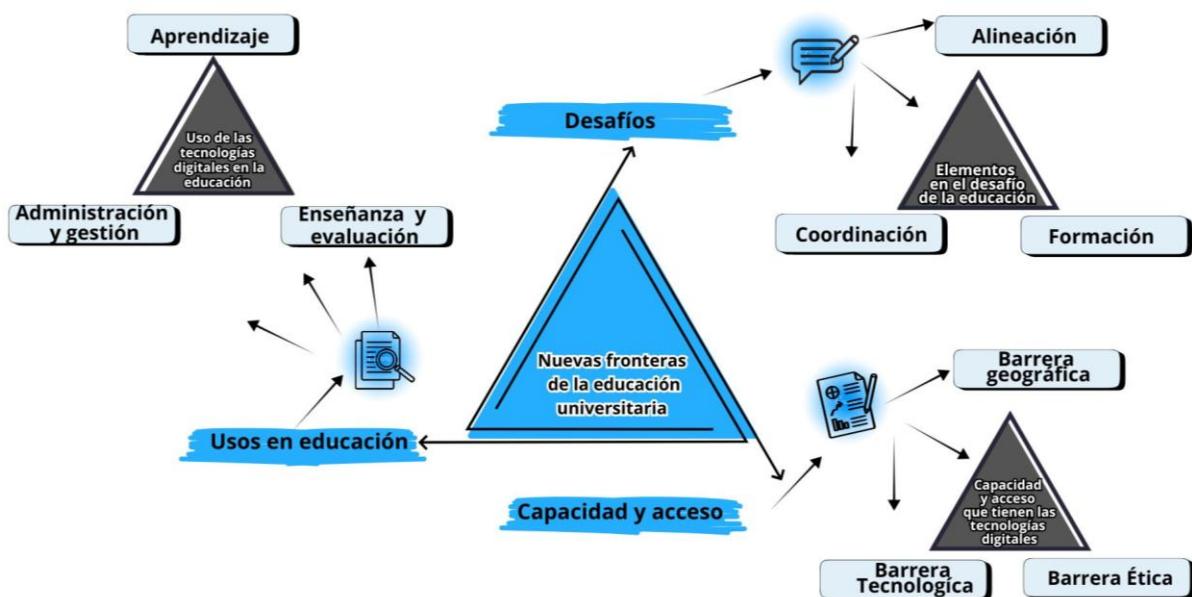 Aprendizaje
Uso de las
tecnologías
digitales en la
educación
Administración
y gestión
Enseñanza y
evaluación
Usos en educación
Desafíos
Nuevas fronteras
de la educación
universitaria
Capacidad y acceso
Alineación
Elementos
en el desafío
de la educación
Coordinación
Formación
Barrera
geográfica
Capacidad
y acceso
que tienen las
tecnologías
digitales
Barrera
Tecnologíca
Barrera Ética